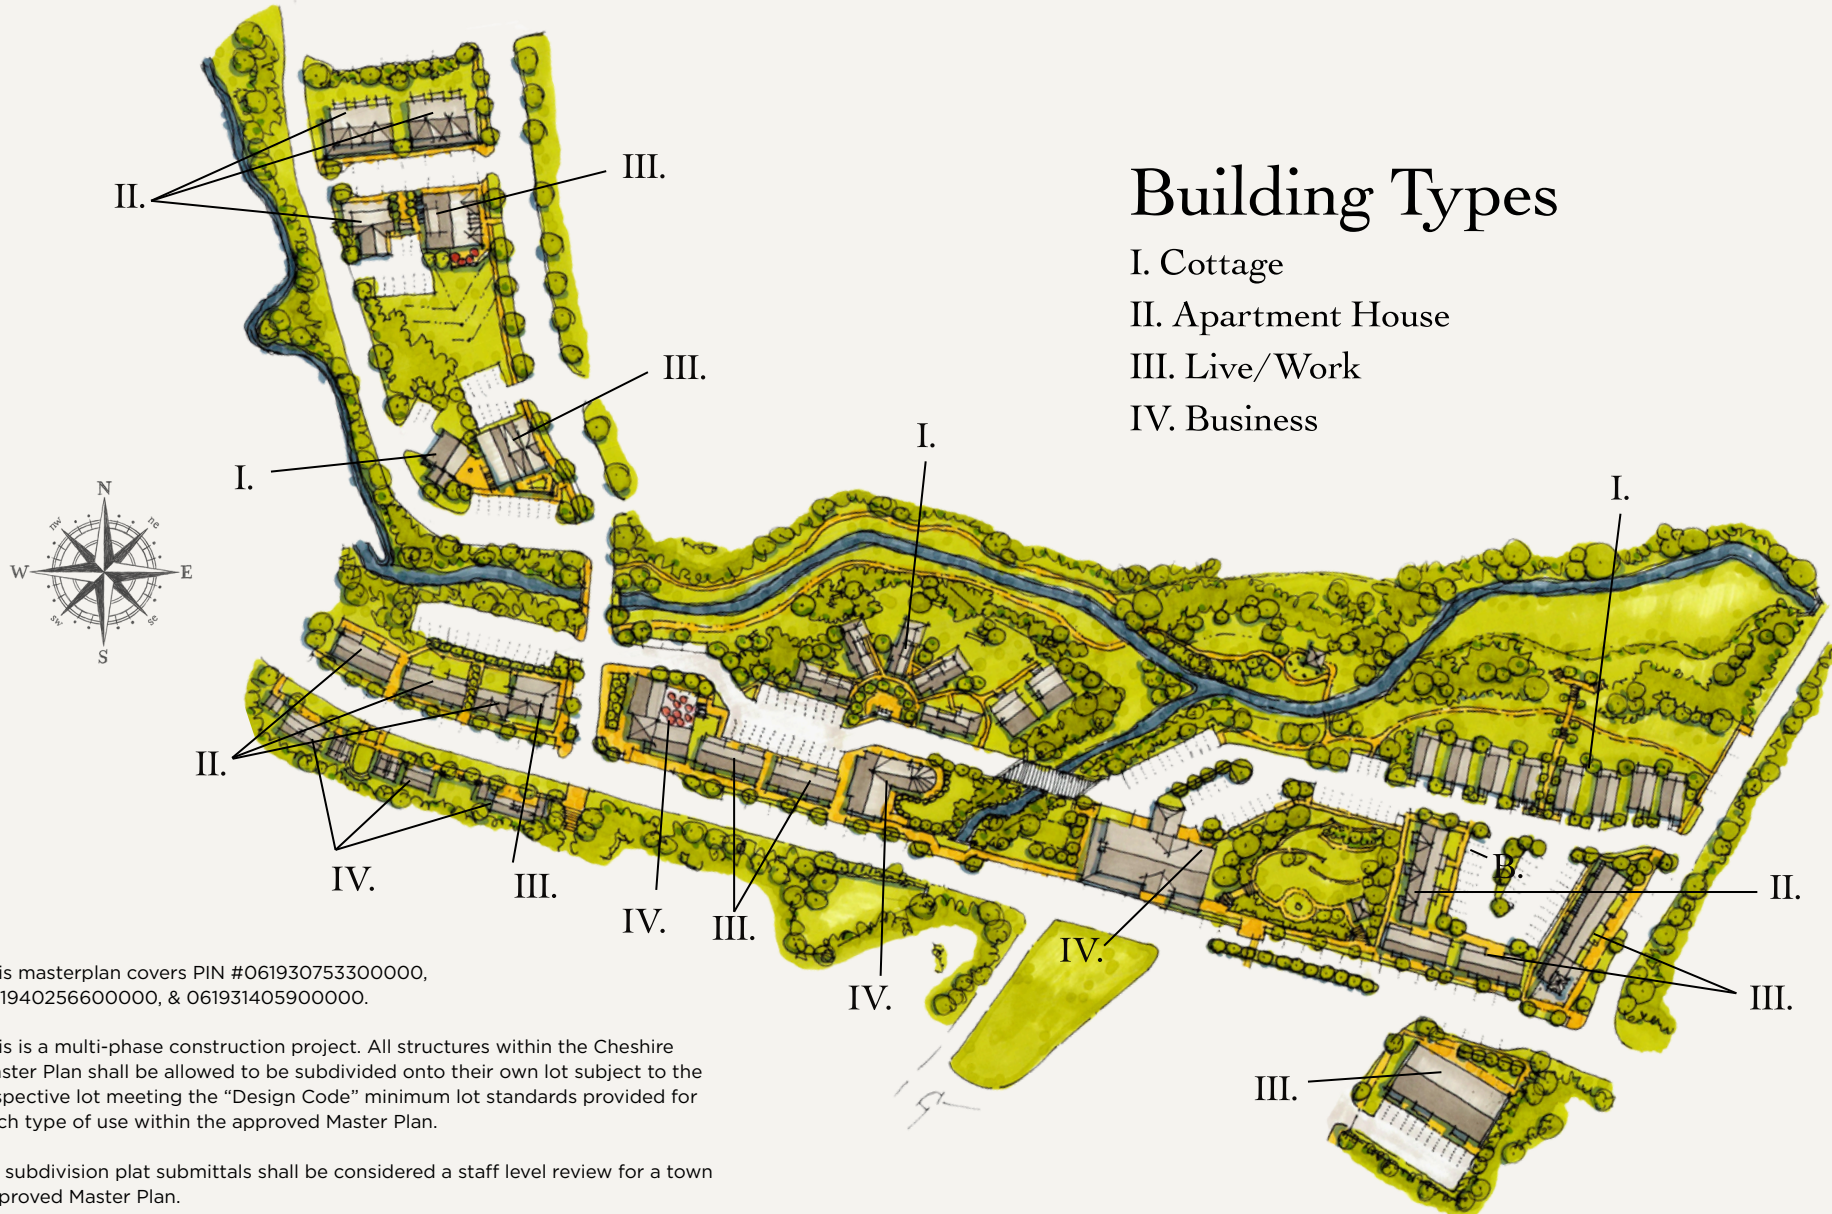 II.
III.
Building Types
I. Cottage
II. Apartment House
III. Live/Work
IV. Business
III.
I.
I.
I.
N
nw
ne
W
E
sw
se
S
II.
IV.
III.
IV.
III.
IV.
IV.
B.
II.
III.
III.
is masterplan covers PIN #061930753300000,
1940256600000, & 061931405900000.
is is a multi-phase construction project. All structures within the Cheshire
ster Plan shall be allowed to be subdivided onto their own lot subject to the
spective lot meeting the “Design Code” minimum lot standards provided for
ch type of use within the approved Master Plan.
subdivision plat submittals shall be considered a staff level review for a town
proved Master Plan.